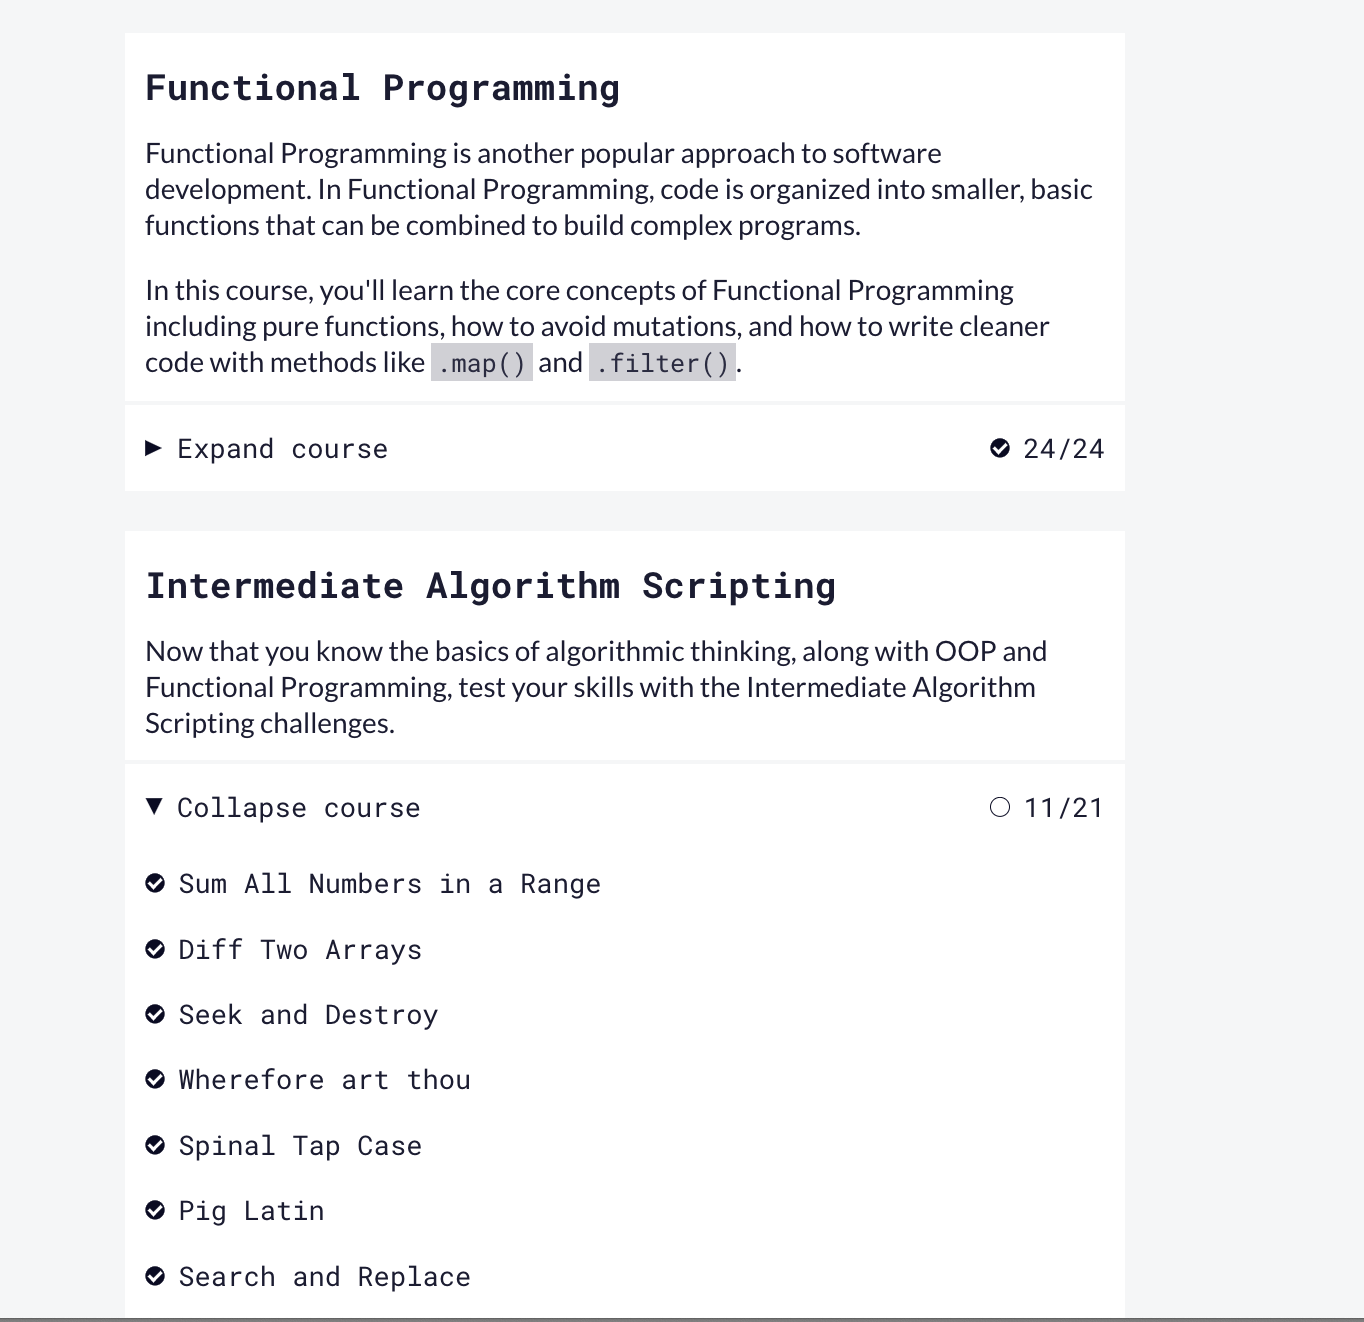 Functional Programming
Functional Programming is another popular approach to software
development. In Functional Programming, code is organized into smaller, basic
functions that can be combined to build complex programs.
In this course, you'll learn the core concepts of Functional Programming
including pure functions, how to avoid mutations, and how to write cleaner
code with methods like .map() and .filter().
Expand course 24/24
Intermediate Algorithm Scripting
Now that you know the basics of algorithmic thinking, along with OOP and
Functional Programming, test your skills with the Intermediate Algorithm
Scripting challenges.
Collapse course 11/21
Sum All Numbers in a Range
Diff Two Arrays
Seek and Destroy
Wherefore art thou
Spinal Tap Case
Pig Latin
Search and Replace